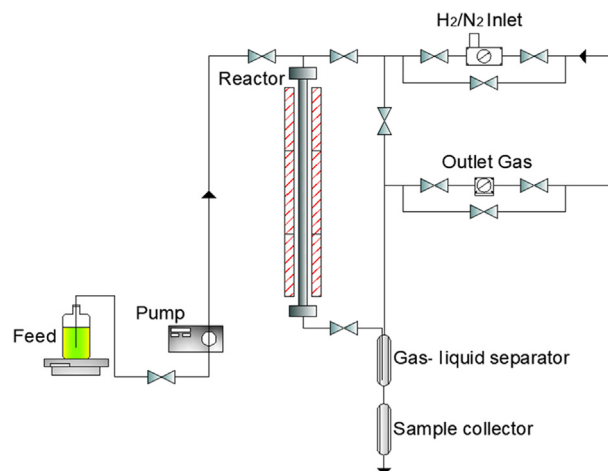 H2/N2 Inlet
Reactor
Outlet Gas
Pump
Feed
Gas- liquid separator
Sample collector